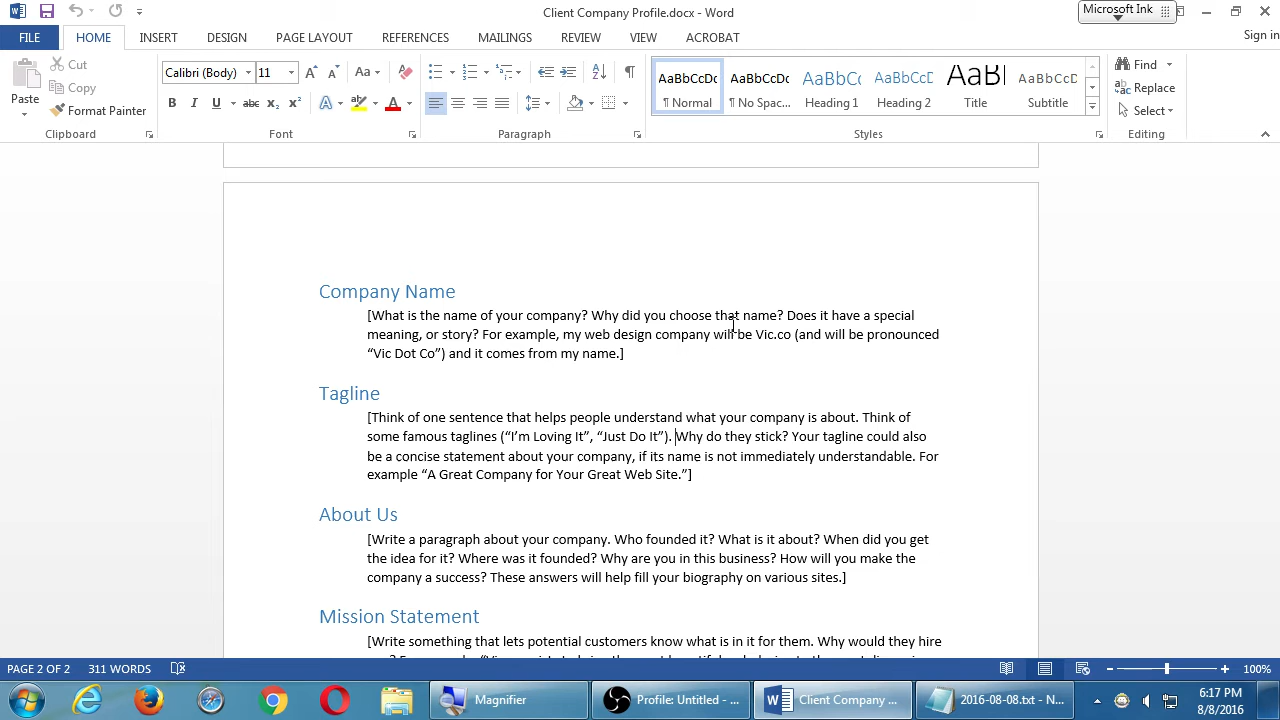 Client Company Profile.docx - Word
Microsoft Ink
FILE HOME INSERT DESIGN PAGE LAYOUT REFERENCES MAILINGS REVIEW VIEW ACROBAT
Sign in
Paste
Cut
Copy
Format Painter
Clipboard
Calibri (Body) 11
Font
Paragraph
AaBbCcDc AaBbCcDc AaBbCc AaBbCcD AaBl AaBbCcD
¶ Normal ¶ No Spac... Heading 1 Heading 2 Title Subtitle
Styles
Find
Replace
Select
Editing
Company Name
[What is the name of your company? Why did you choose that name? Does it have a special
meaning, or story? For example, my web design company will be Vic.co (and will be pronounced
“Vic Dot Co”) and it comes from my name.]
Tagline
[Think of one sentence that helps people understand what your company is about. Think of
some famous taglines (“I’m Loving It”, “Just Do It”). Why do they stick? Your tagline could also
be a concise statement about your company, if its name is not immediately understandable. For
example “A Great Company for Your Great Web Site.”]
About Us
[Write a paragraph about your company. Who founded it? What is it about? When did you get
the idea for it? Where was it founded? Why are you in this business? How will you make the
company a success? These answers will help fill your biography on various sites.]
Mission Statement
[Write something that lets potential customers know what is in it for them. Why would they hire
PAGE 2 OF 2 311 WORDS 100%
Magnifier Profile: Untitled - ... Client Company ... 2016-08-08.txt - N...
6:17 PM
8/8/2016